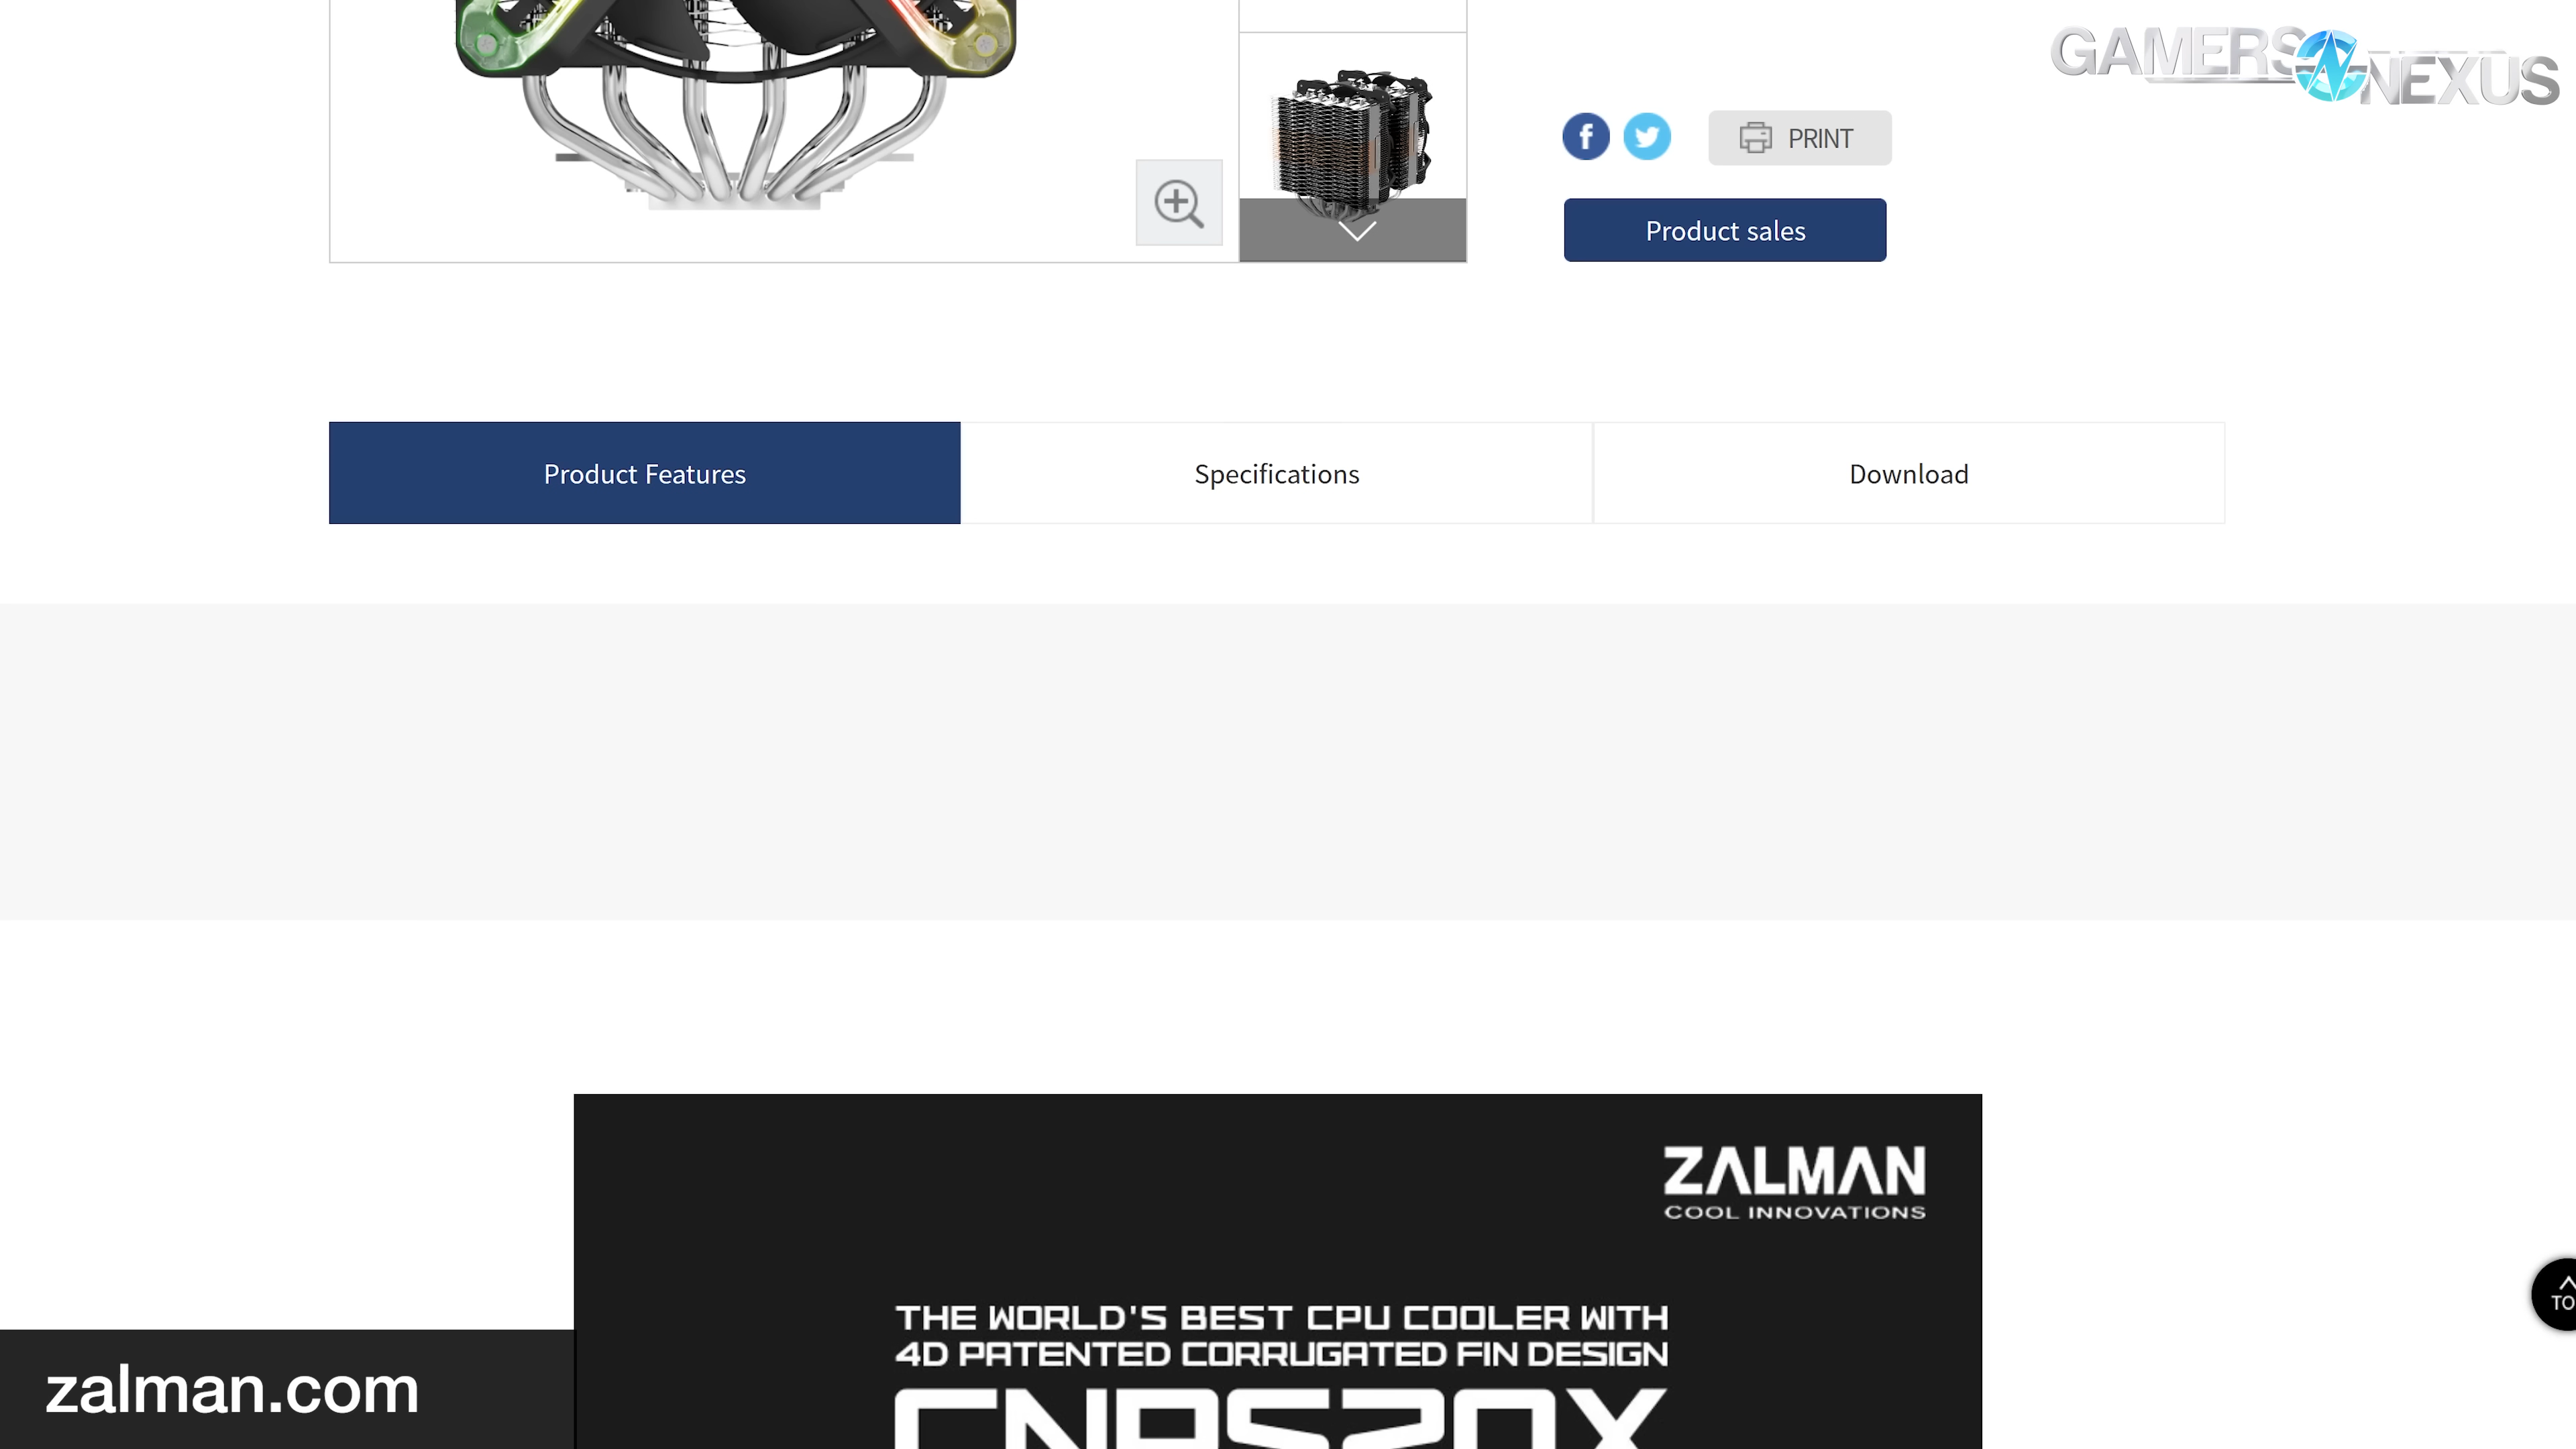 GAMERS NEXUS
PRINT
Product sales
Product Features
Specifications
Download
ZALMAN
COOL INNOVATIONS
THE WORLD'S BEST CPU COOLER WITH
4D PATENTED CORRUGATED FIN DESIGN
CNPS20X
zalman.com